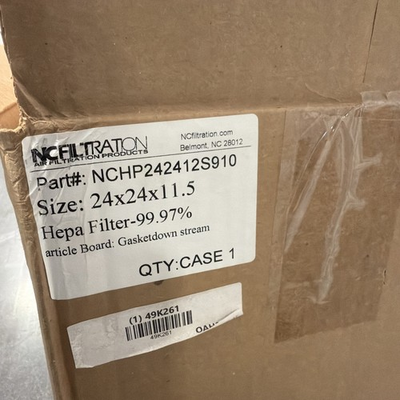 NCFILTRATION
AIR FILTRATION PRODUCTS
NCfiltration.com
Belmont, NC 28012
Part#: NCHP242412S910
Size: 24x24x11.5
Hepa Filter-99.97%
article Board: Gasketdown stream
QTY:CASE 1
(1) 49K261
49K261